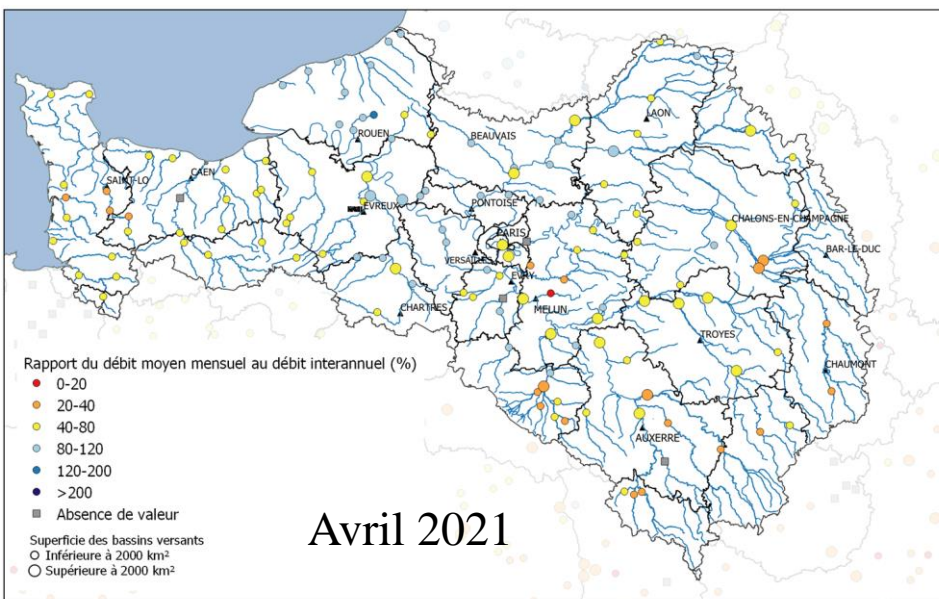 LAON
BEAUVAIS
ROUEN
SAINT-LO
CAEN
EVREUX
PONTOISE
CHALONS-EN-CHAMPAGNE
PARIS
BAR-LE-DUC
VERSAILLES
EVRY
MELUN
CHARTRES
TROYES
CHAUMONT
AUXERRE
Rapport du débit moyen mensuel au débit interannuel (%)
0-20
20-40
40-80
80-120
120-200
>200
Absence de valeur
Superficie des bassins versants
Inférieure à 2000 km²
Supérieure à 2000 km²
Avril 2021